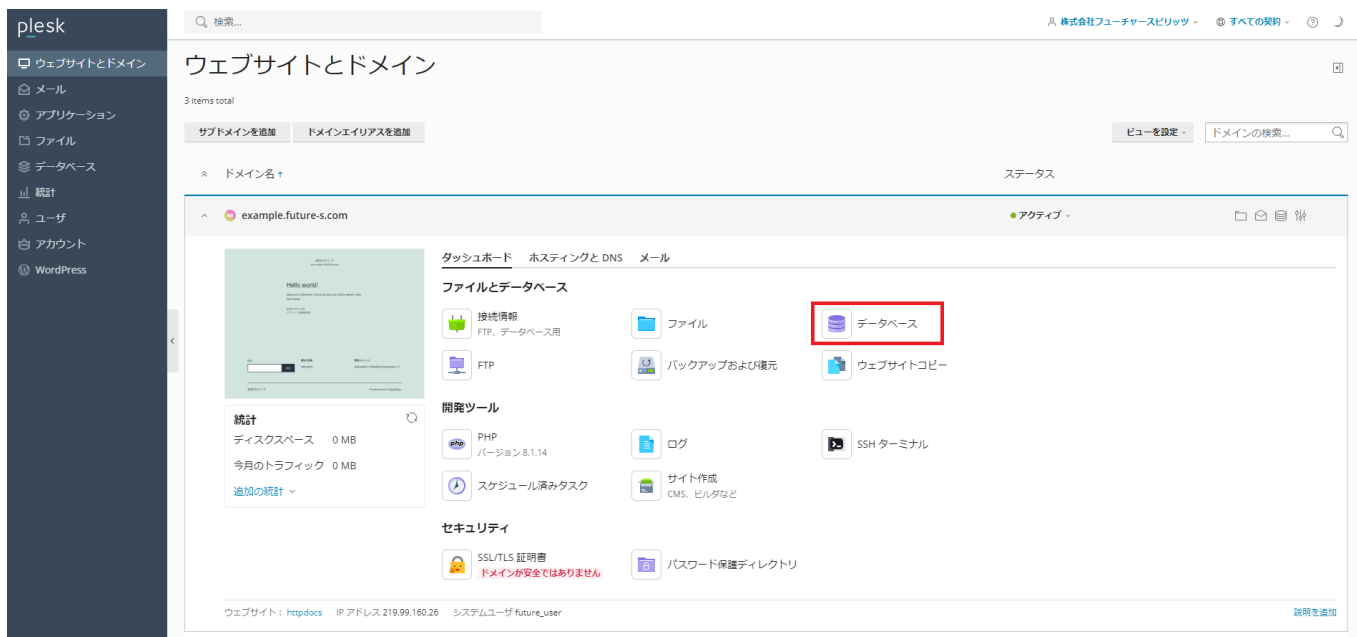 plesk
検索...
株式会社フューチャースピリッツ
すべての契約
ウェブサイトとドメイン
メール
アプリケーション
ファイル
データベース
統計
ユーザ
アカウント
WordPress
ウェブサイトとドメイン
3 items total
サブドメインを追加 ドメインエイリアスを追加
ビューを設定 ドメインの検索...
ドメイン名↑ ステータス
example.future-s.com アクティブ
Hello world!
ダッシュボード ホスティングと DNS メール
ファイルとデータベース
接続情報
FTP、データベース用
ファイル
データベース
FTP
バックアップおよび復元
ウェブサイトコピー
開発ツール
php
PHP
バージョン 8.1.14
ログ
SSH ターミナル
スケジュール済みタスク
サイト作成
CMS、ビルダなど
セキュリティ
SSL/TLS 証明書
ドメインが安全ではありません
パスワード保護ディレクトリ
統計
ディスクスペース 0 MB
今月のトラフィック 0 MB
追加の統計
ウェブサイト： httpdocs IP アドレス 219.99.160.26 システムユーザ future_user
説明を追加